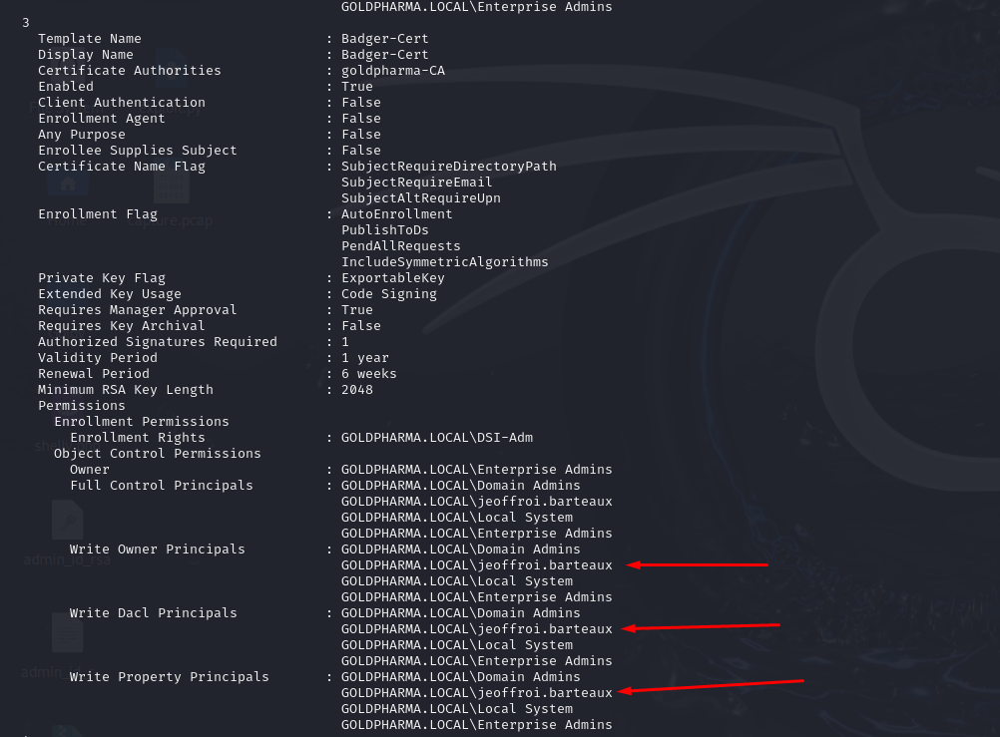 GOLDPHARMA.LOCAL\Enterprise Admins
3
Template Name : Badger-Cert
Display Name : Badger-Cert
Certificate Authorities : goldpharma-CA
Enabled : True
Client Authentication : False
Enrollment Agent : False
Any Purpose : False
Enrollee Supplies Subject : False
Certificate Name Flag : SubjectRequireDirectoryPath
SubjectRequireEmail
SubjectAltRequireUpn
Enrollment Flag : AutoEnrollment
PublishToDs
PendAllRequests
IncludeSymmetricAlgorithms
Private Key Flag : ExportableKey
Extended Key Usage : Code Signing
Requires Manager Approval : True
Requires Key Archival : False
Authorized Signatures Required : 1
Validity Period : 1 year
Renewal Period : 6 weeks
Minimum RSA Key Length : 2048
Permissions
Enrollment Permissions
Enrollment Rights : GOLDPHARMA.LOCAL\DSI-Adm
Object Control Permissions
Owner : GOLDPHARMA.LOCAL\Enterprise Admins
Full Control Principals : GOLDPHARMA.LOCAL\Domain Admins
GOLDPHARMA.LOCAL\jeoffroi.barteaux
GOLDPHARMA.LOCAL\Local System
GOLDPHARMA.LOCAL\Enterprise Admins
Write Owner Principals : GOLDPHARMA.LOCAL\Domain Admins
GOLDPHARMA.LOCAL\jeoffroi.barteaux
GOLDPHARMA.LOCAL\Local System
GOLDPHARMA.LOCAL\Enterprise Admins
Write Dacl Principals : GOLDPHARMA.LOCAL\Domain Admins
GOLDPHARMA.LOCAL\jeoffroi.barteaux
GOLDPHARMA.LOCAL\Local System
GOLDPHARMA.LOCAL\Enterprise Admins
Write Property Principals : GOLDPHARMA.LOCAL\Domain Admins
GOLDPHARMA.LOCAL\jeoffroi.barteaux
GOLDPHARMA.LOCAL\Local System
GOLDPHARMA.LOCAL\Enterprise Admins
admin_id_rsa